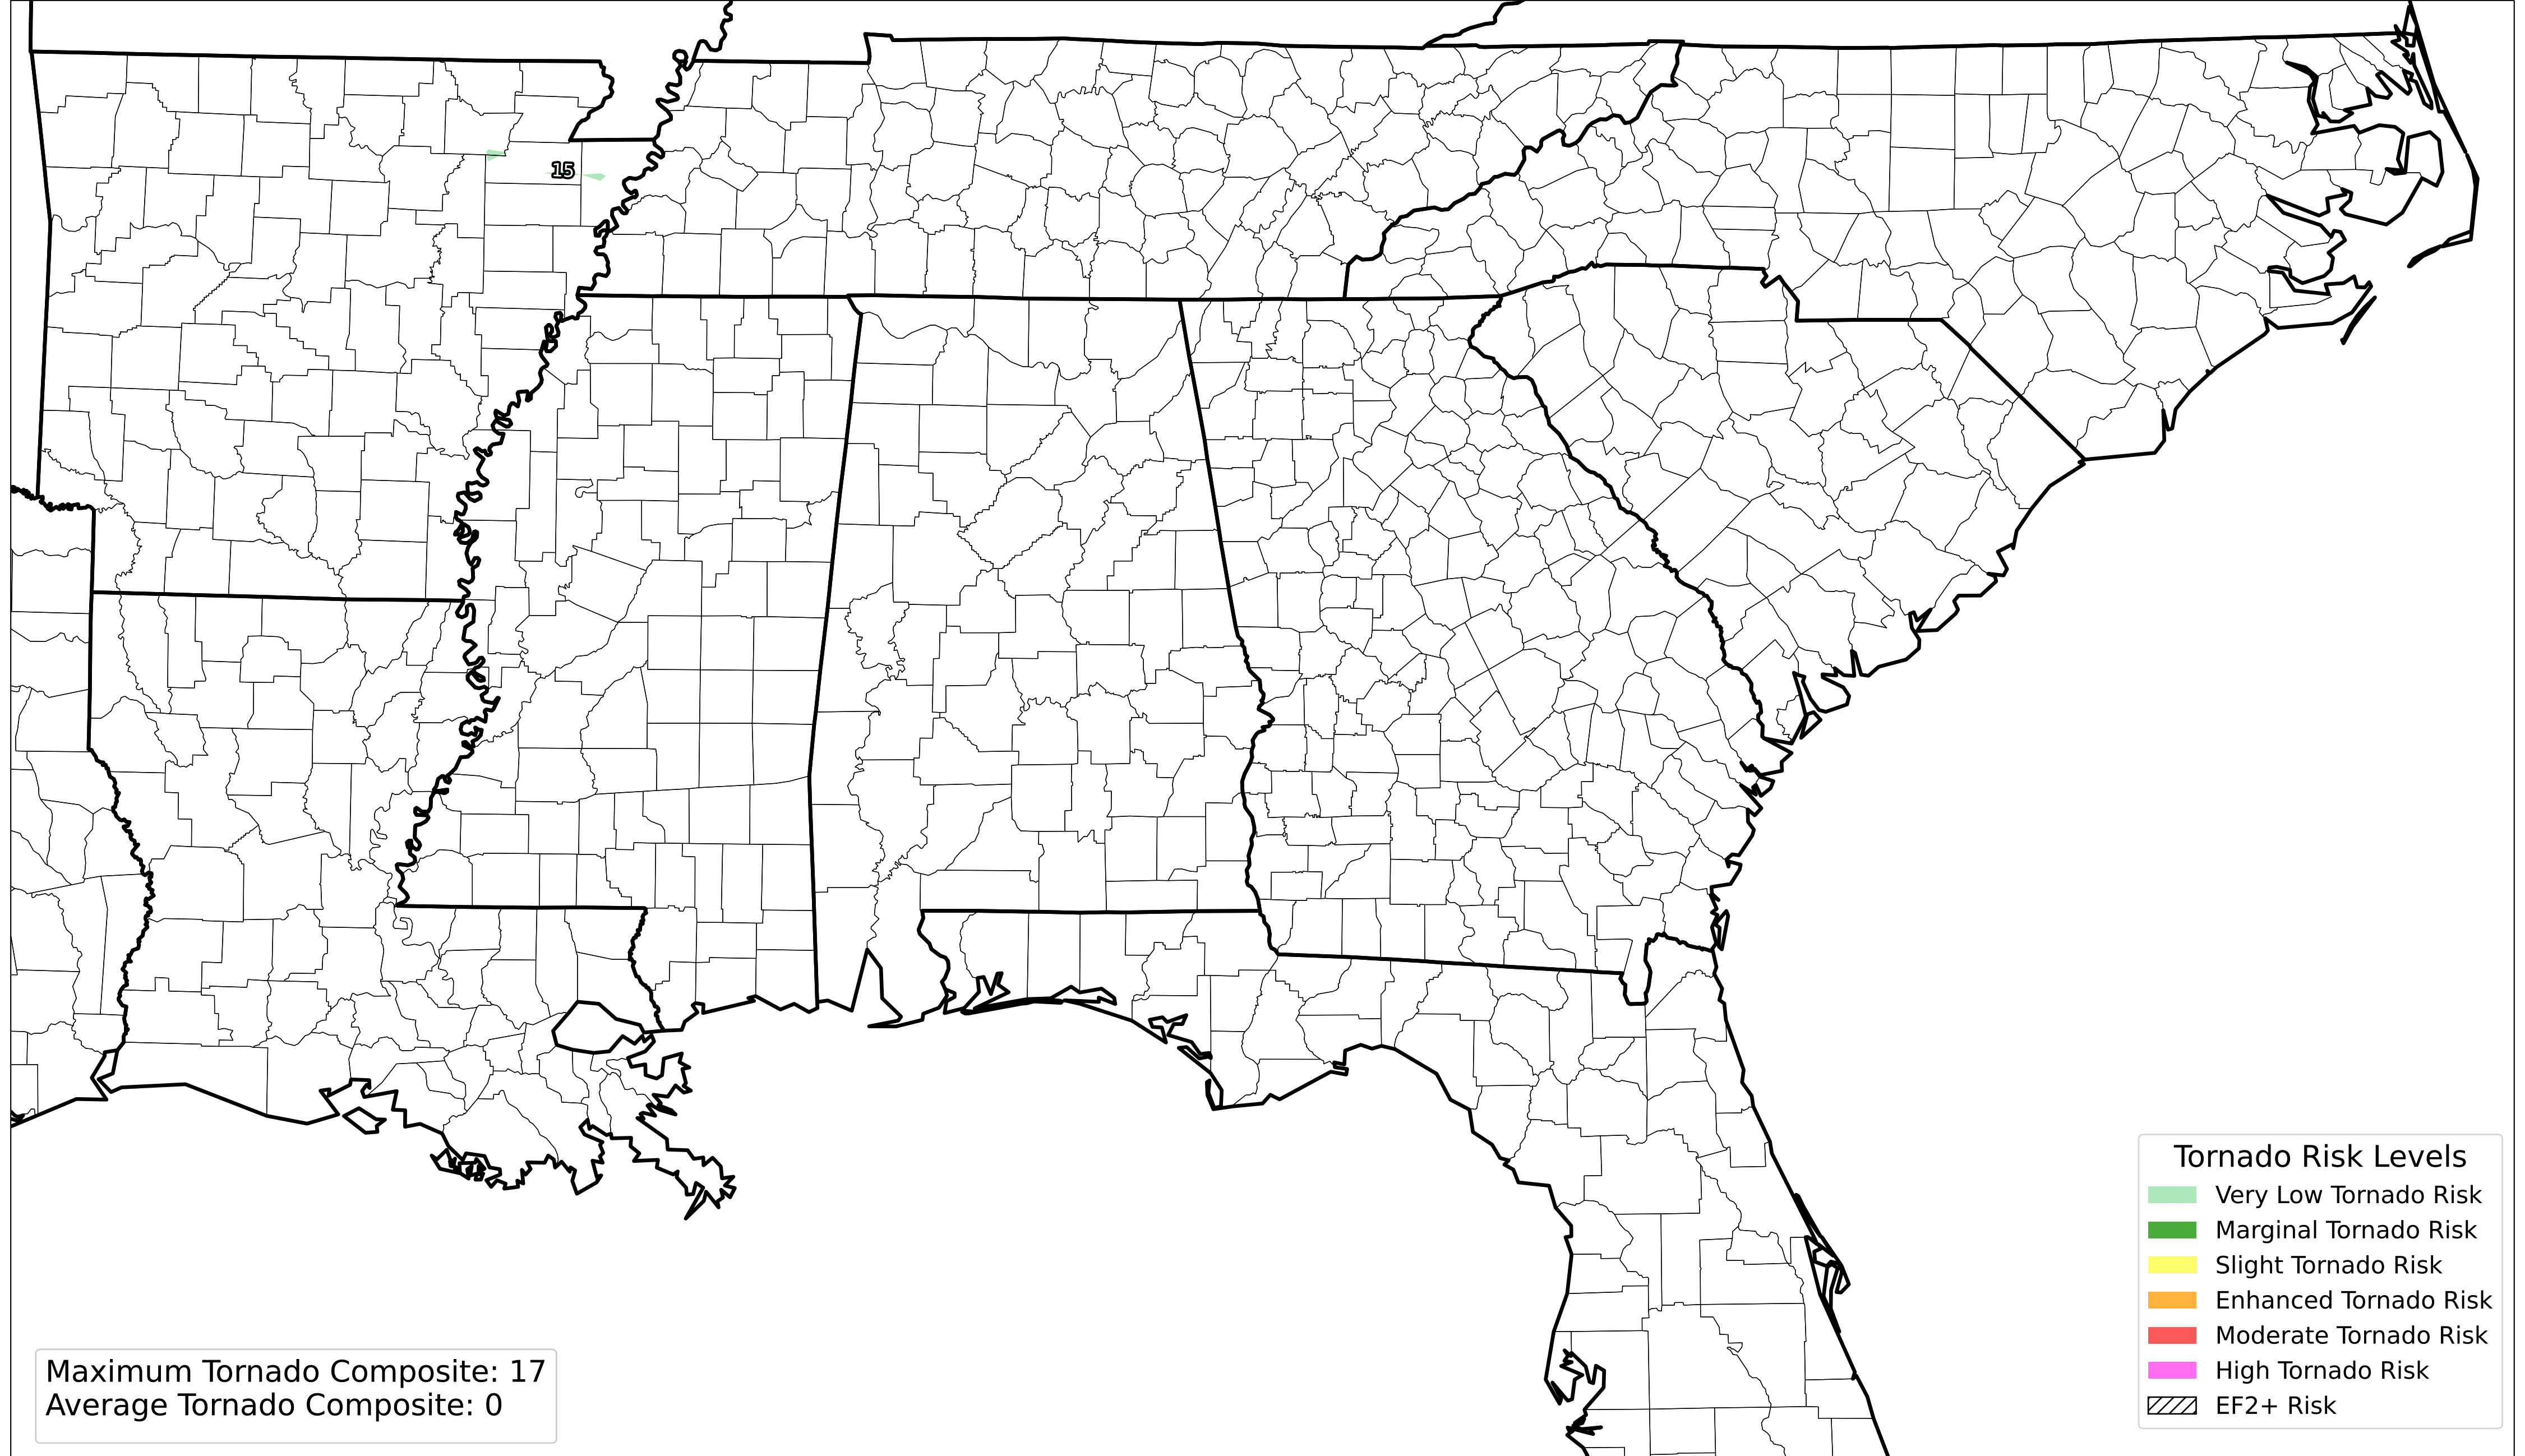 15
Tornado Risk Levels
Very Low Tornado Risk
Marginal Tornado Risk
Slight Tornado Risk
Enhanced Tornado Risk
Moderate Tornado Risk
High Tornado Risk
EF2+ Risk
Maximum Tornado Composite: 17
Average Tornado Composite: 0